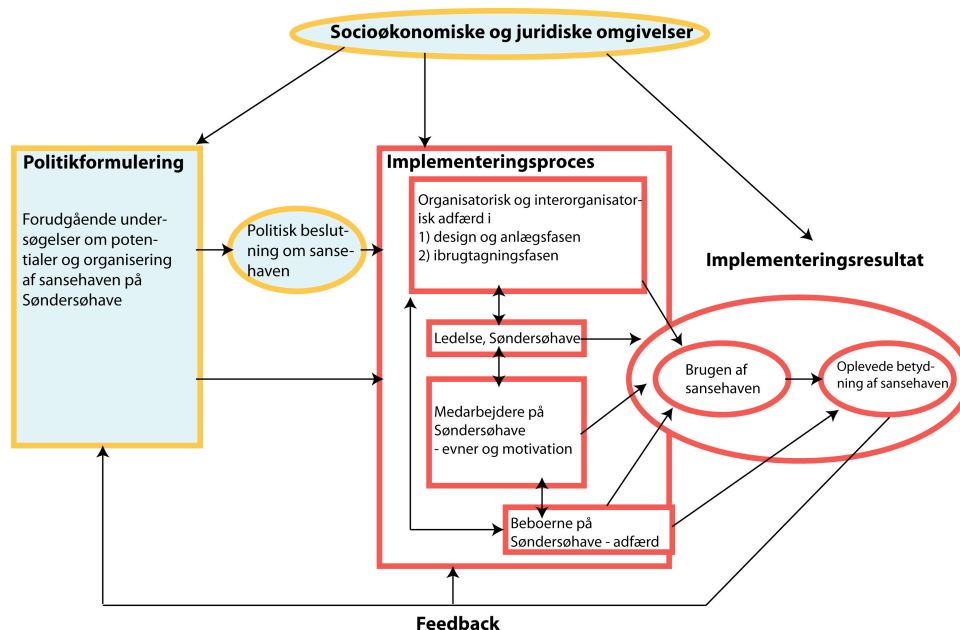 Socioøkonomiske og juridiske omgivelser
Politikformulering
Forudgående under-
søgelser om poten-
tialer og organisering
af sansehaven på
Søndersøhave
Politisk beslut-
ning om sanse-
haven
Implementeringsproces
Organisatorisk og interorganisator-
isk adfærd i
1) design og anlægsfasen
2) ibrugtagningsfasen
Ledelse, Søndersøhave
Medarbejdere på
Søndersøhave
- evner og motivation
Beboerne på
Søndersøhave - adfærd
Implementeringsresultat
Brugen af
sansehaven
Oplevede betyd-
ning af sansehaven
Feedback